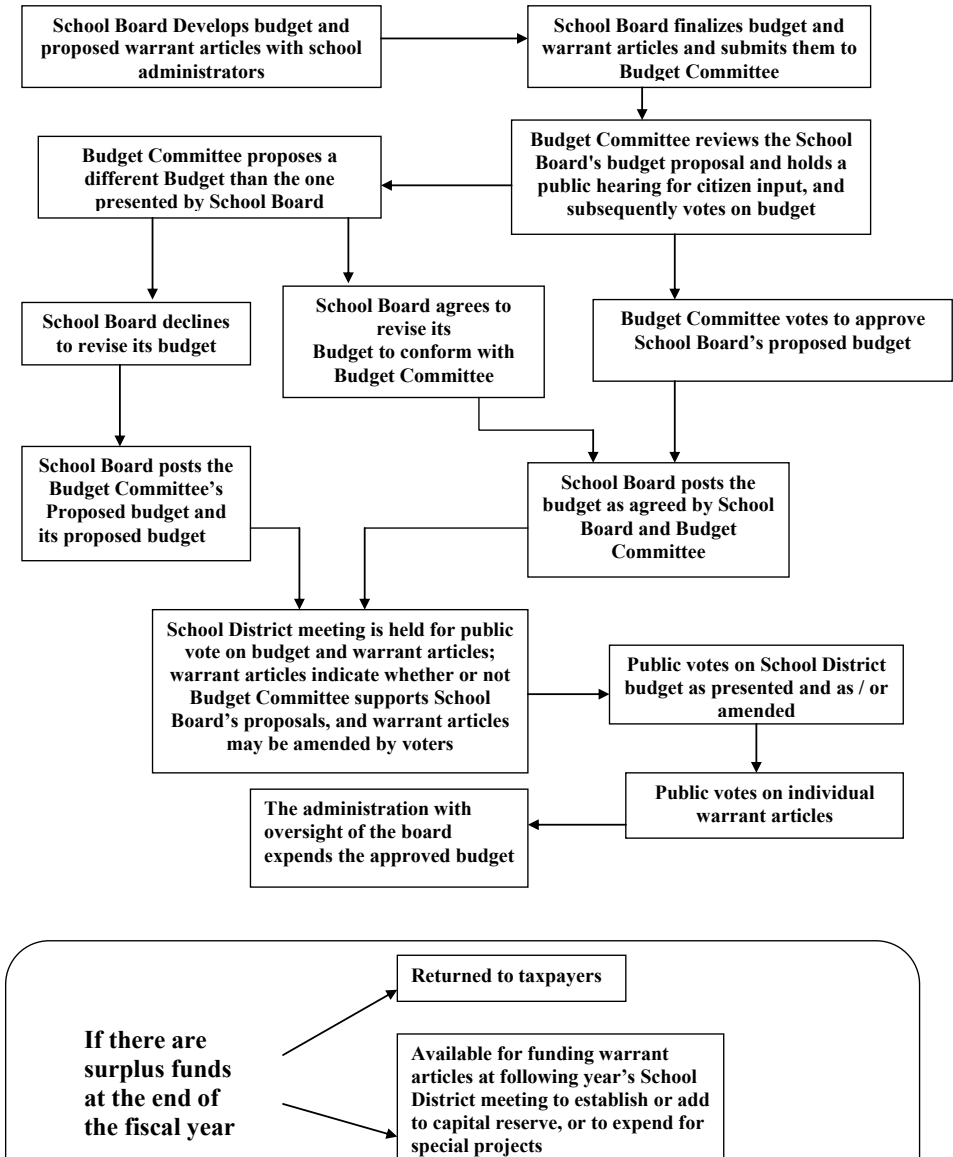 School Board Develops budget and
proposed warrant articles with school
administrators
School Board finalizes budget and
warrant articles and submits them to
Budget Committee
Budget Committee reviews the School
Board's budget proposal and holds a
public hearing for citizen input, and
subsequently votes on budget
Budget Committee proposes a
different Budget than the one
presented by School Board
School Board declines
to revise its budget
School Board agrees to
revise its
Budget to conform with
Budget Committee
Budget Committee votes to approve
School Board’s proposed budget
School Board posts the
Budget Committee’s
Proposed budget and
its proposed budget
School Board posts the
budget as agreed by School
Board and Budget
Committee
School District meeting is held for public
vote on budget and warrant articles;
warrant articles indicate whether or not
Budget Committee supports School
Board’s proposals, and warrant articles
may be amended by voters
Public votes on School District
budget as presented and as / or
amended
Public votes on individual
warrant articles
The administration with
oversight of the board
expends the approved budget
If there are
surplus funds
at the end of
the fiscal year
Returned to taxpayers
Available for funding warrant
articles at following year’s School
District meeting to establish or add
to capital reserve, or to expend for
special projects